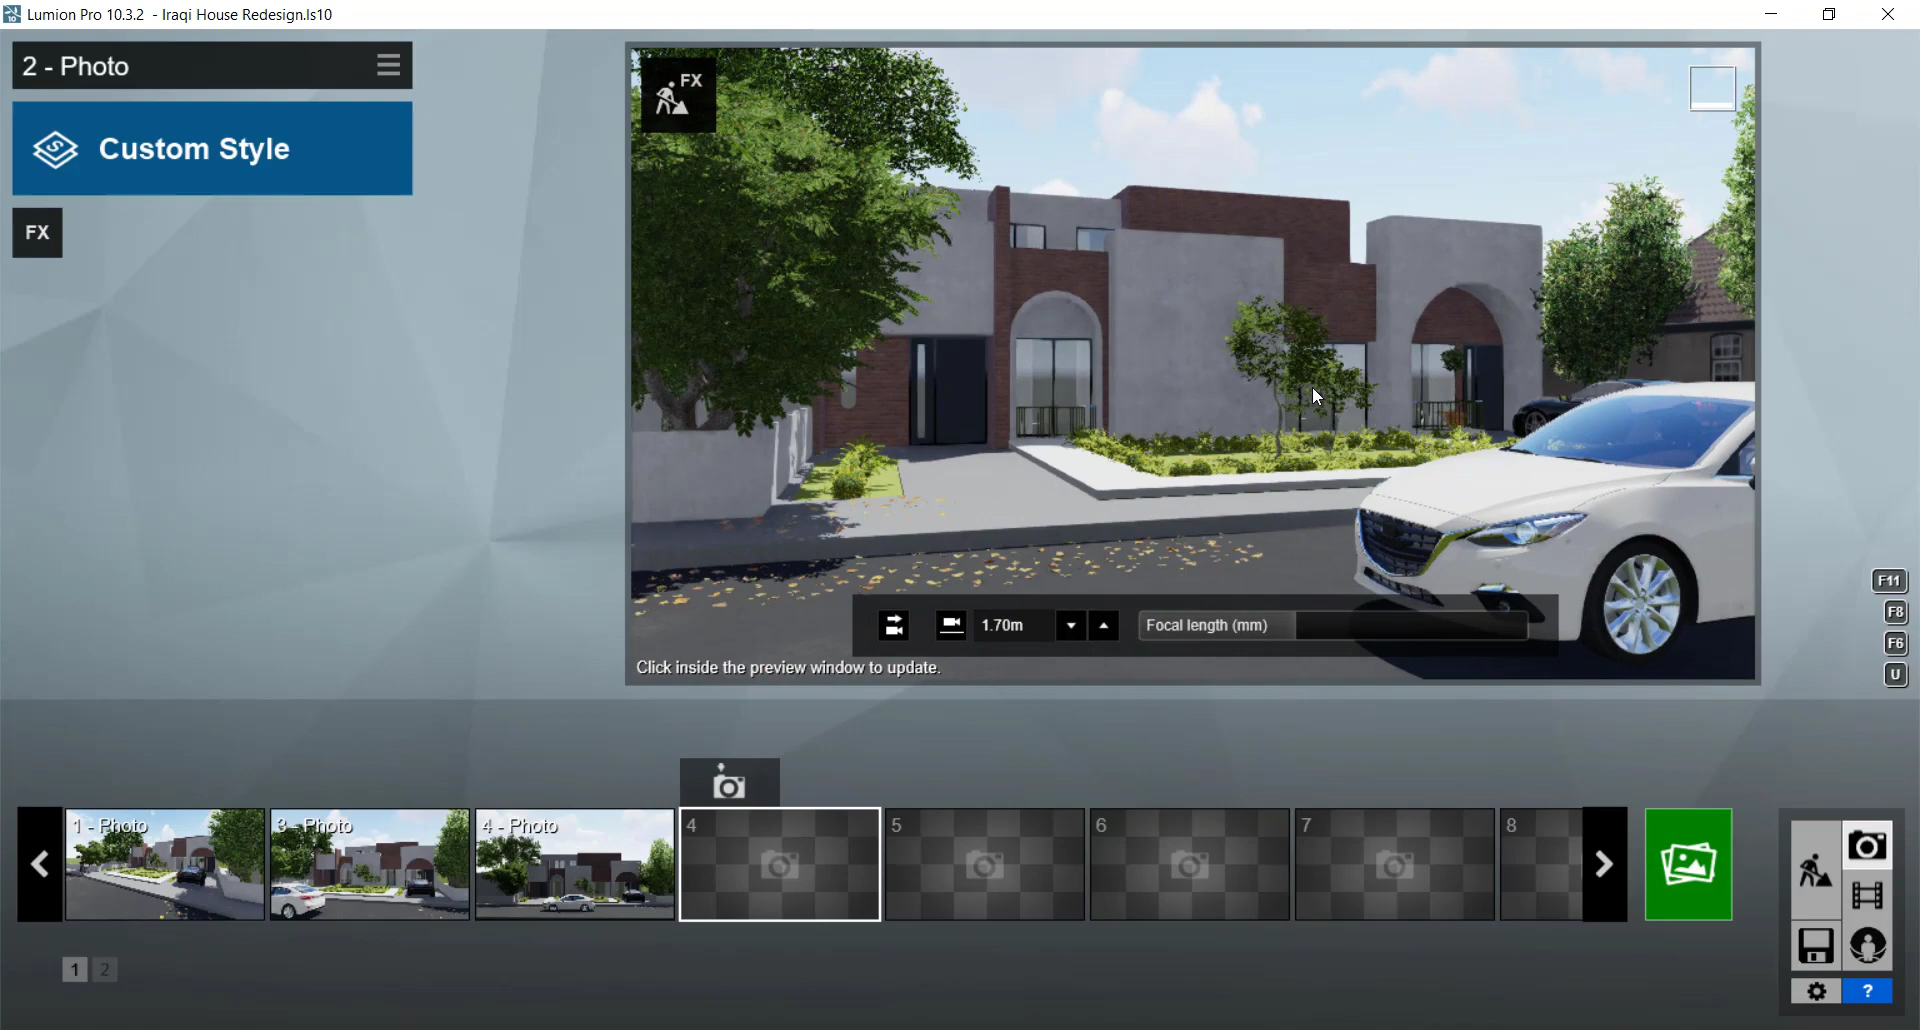 Lumion Pro 10.3.2 - Iraqi House Redesign.ls10
2 - Photo
Custom Style
FX
FX
1.70m
Focal length (mm)
Click inside the preview window to update.
F11
F8
F6
U
1 - Photo
3 - Photo
4 - Photo
4
5
6
7
8
1
2
?